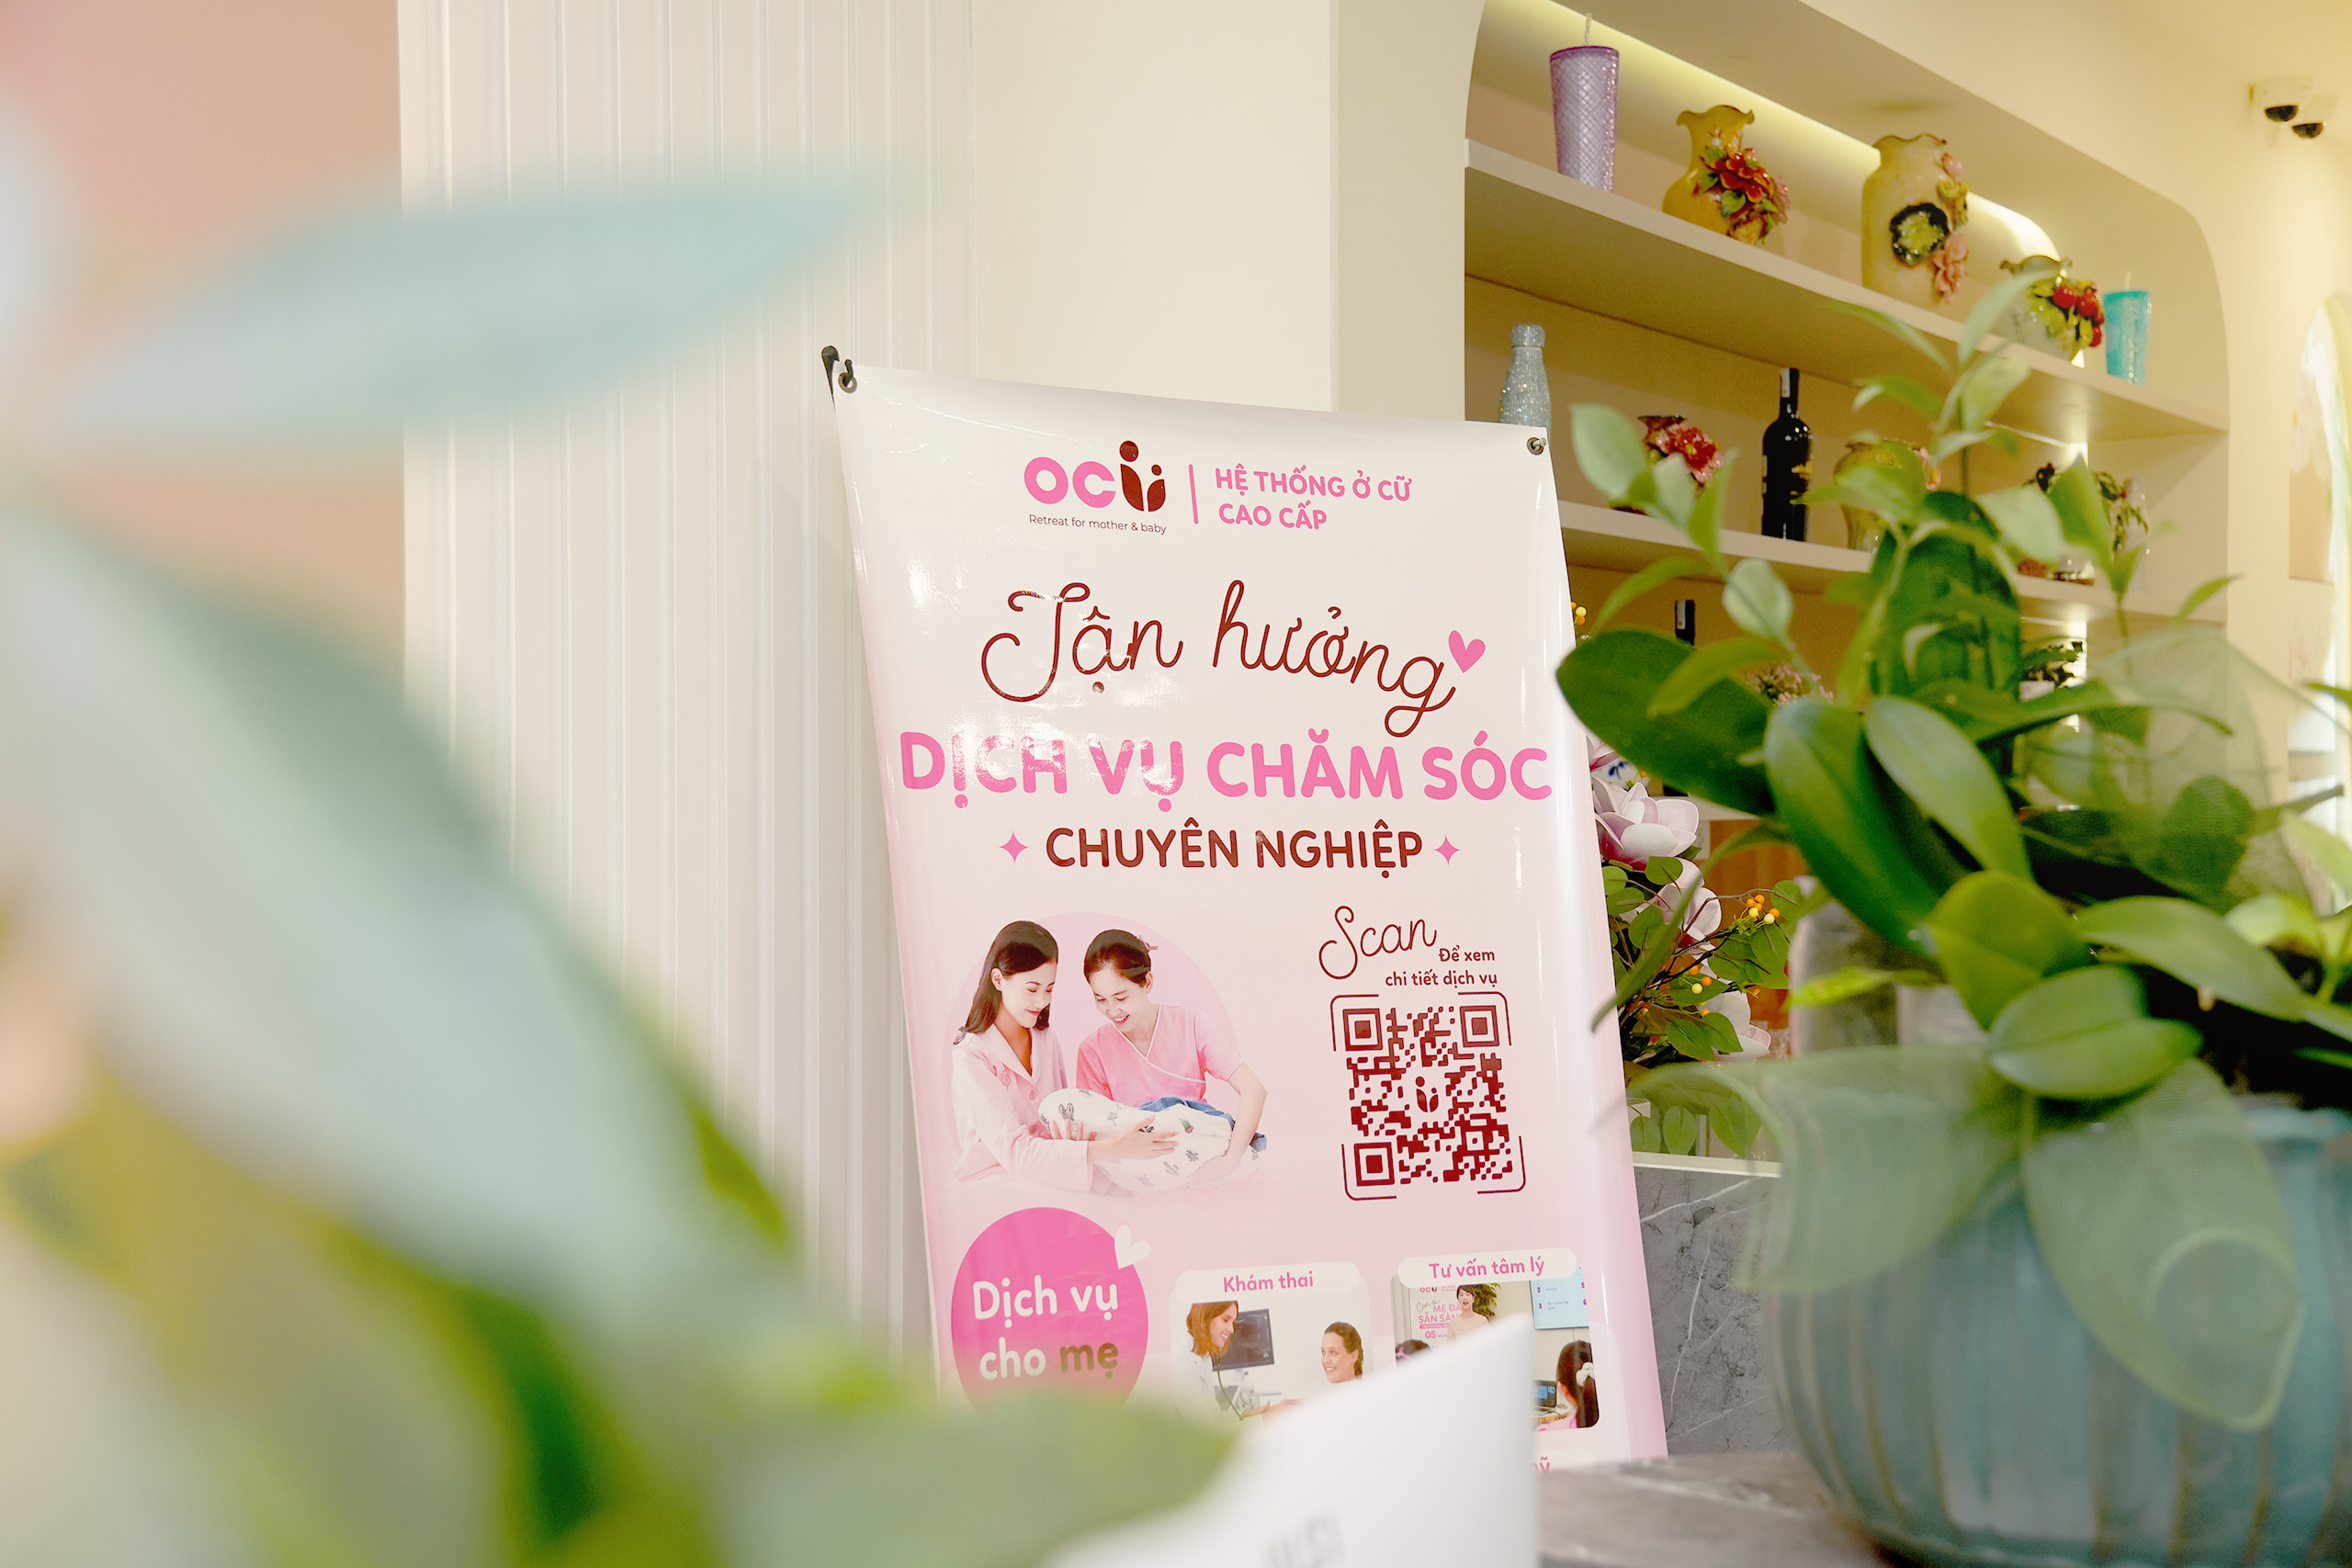 OCŨ
Retreat for mother & baby
HỆ THỐNG Ở CỮ
CAO CẤP
Tận hưởng
DỊCH VỤ CHĂM SÓC
CHUYÊN NGHIỆP
Scan Để xem
chi tiết dịch vụ
Dịch vụ
cho mẹ
Khám thai
Tư vấn tâm lý